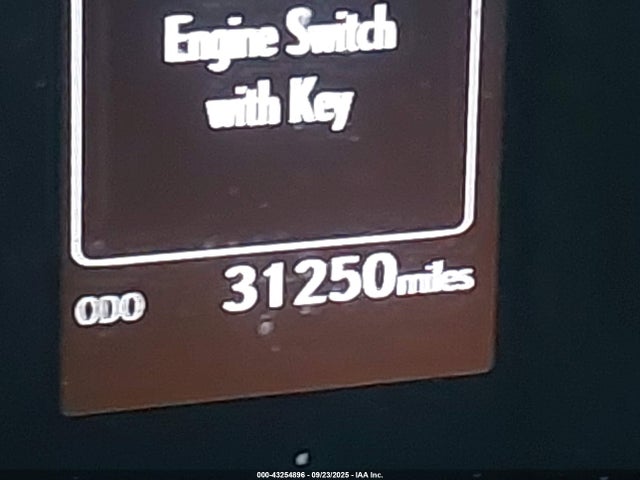 Engine Switch
with Key
ODO 31250 miles
000-43254896 - 09/23/2025 - IAA Inc.